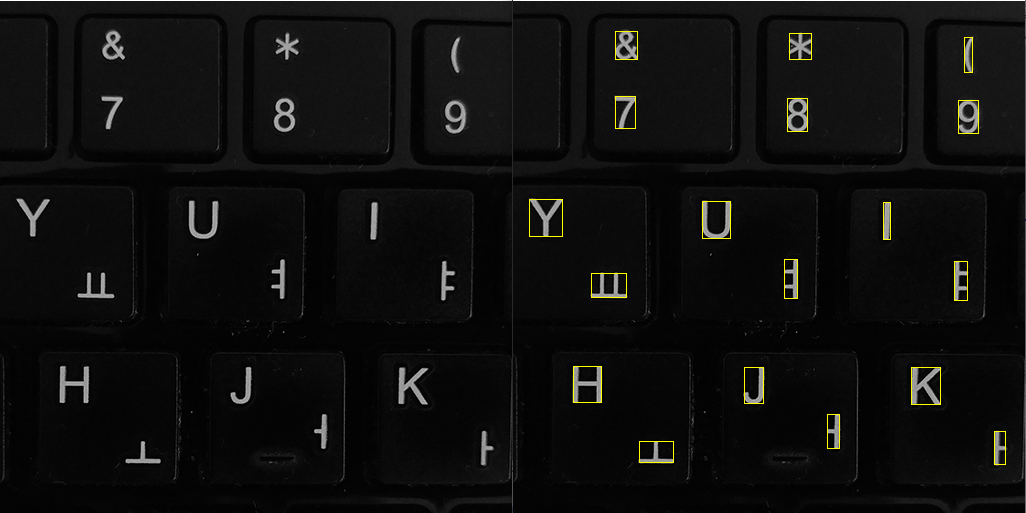 & * (
7 8 9
Y U I
ㅛ ㅕ ㅑ
H J K
ㅗ ㅓ ㅏ
& * (
7 8 9
Y U I
ㅛ ㅕ ㅑ
H J K
ㅗ ㅓ ㅏ